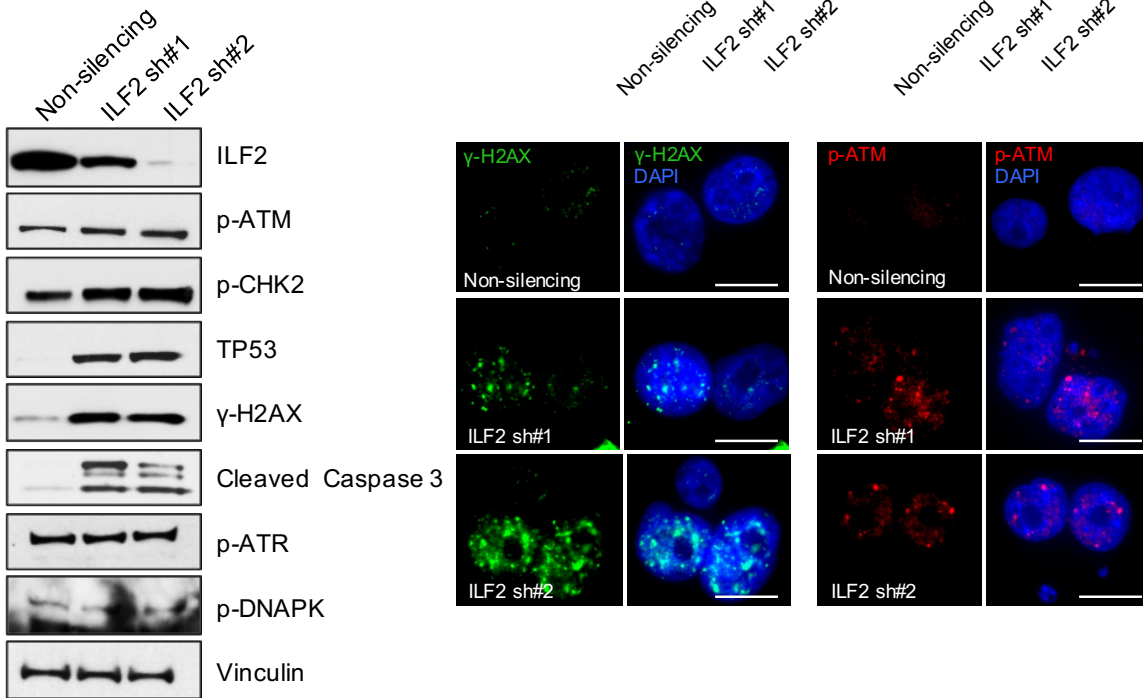 Non-silencing
ILF2 sh#1
ILF2 sh#2
ILF2
p-ATM
p-CHK2
TP53
γ-H2AX
Cleaved Caspase 3
p-ATR
p-DNAPK
Vinculin
Non-silencing
ILF2 sh#1
ILF2 sh#2
γ-H2AX
γ-H2AX
DAPI
Non-silencing
ILF2 sh#1
ILF2 sh#2
Non-silencing
ILF2 sh#1
ILF2 sh#2
p-ATM
p-ATM
DAPI
Non-silencing
ILF2 sh#1
ILF2 sh#2